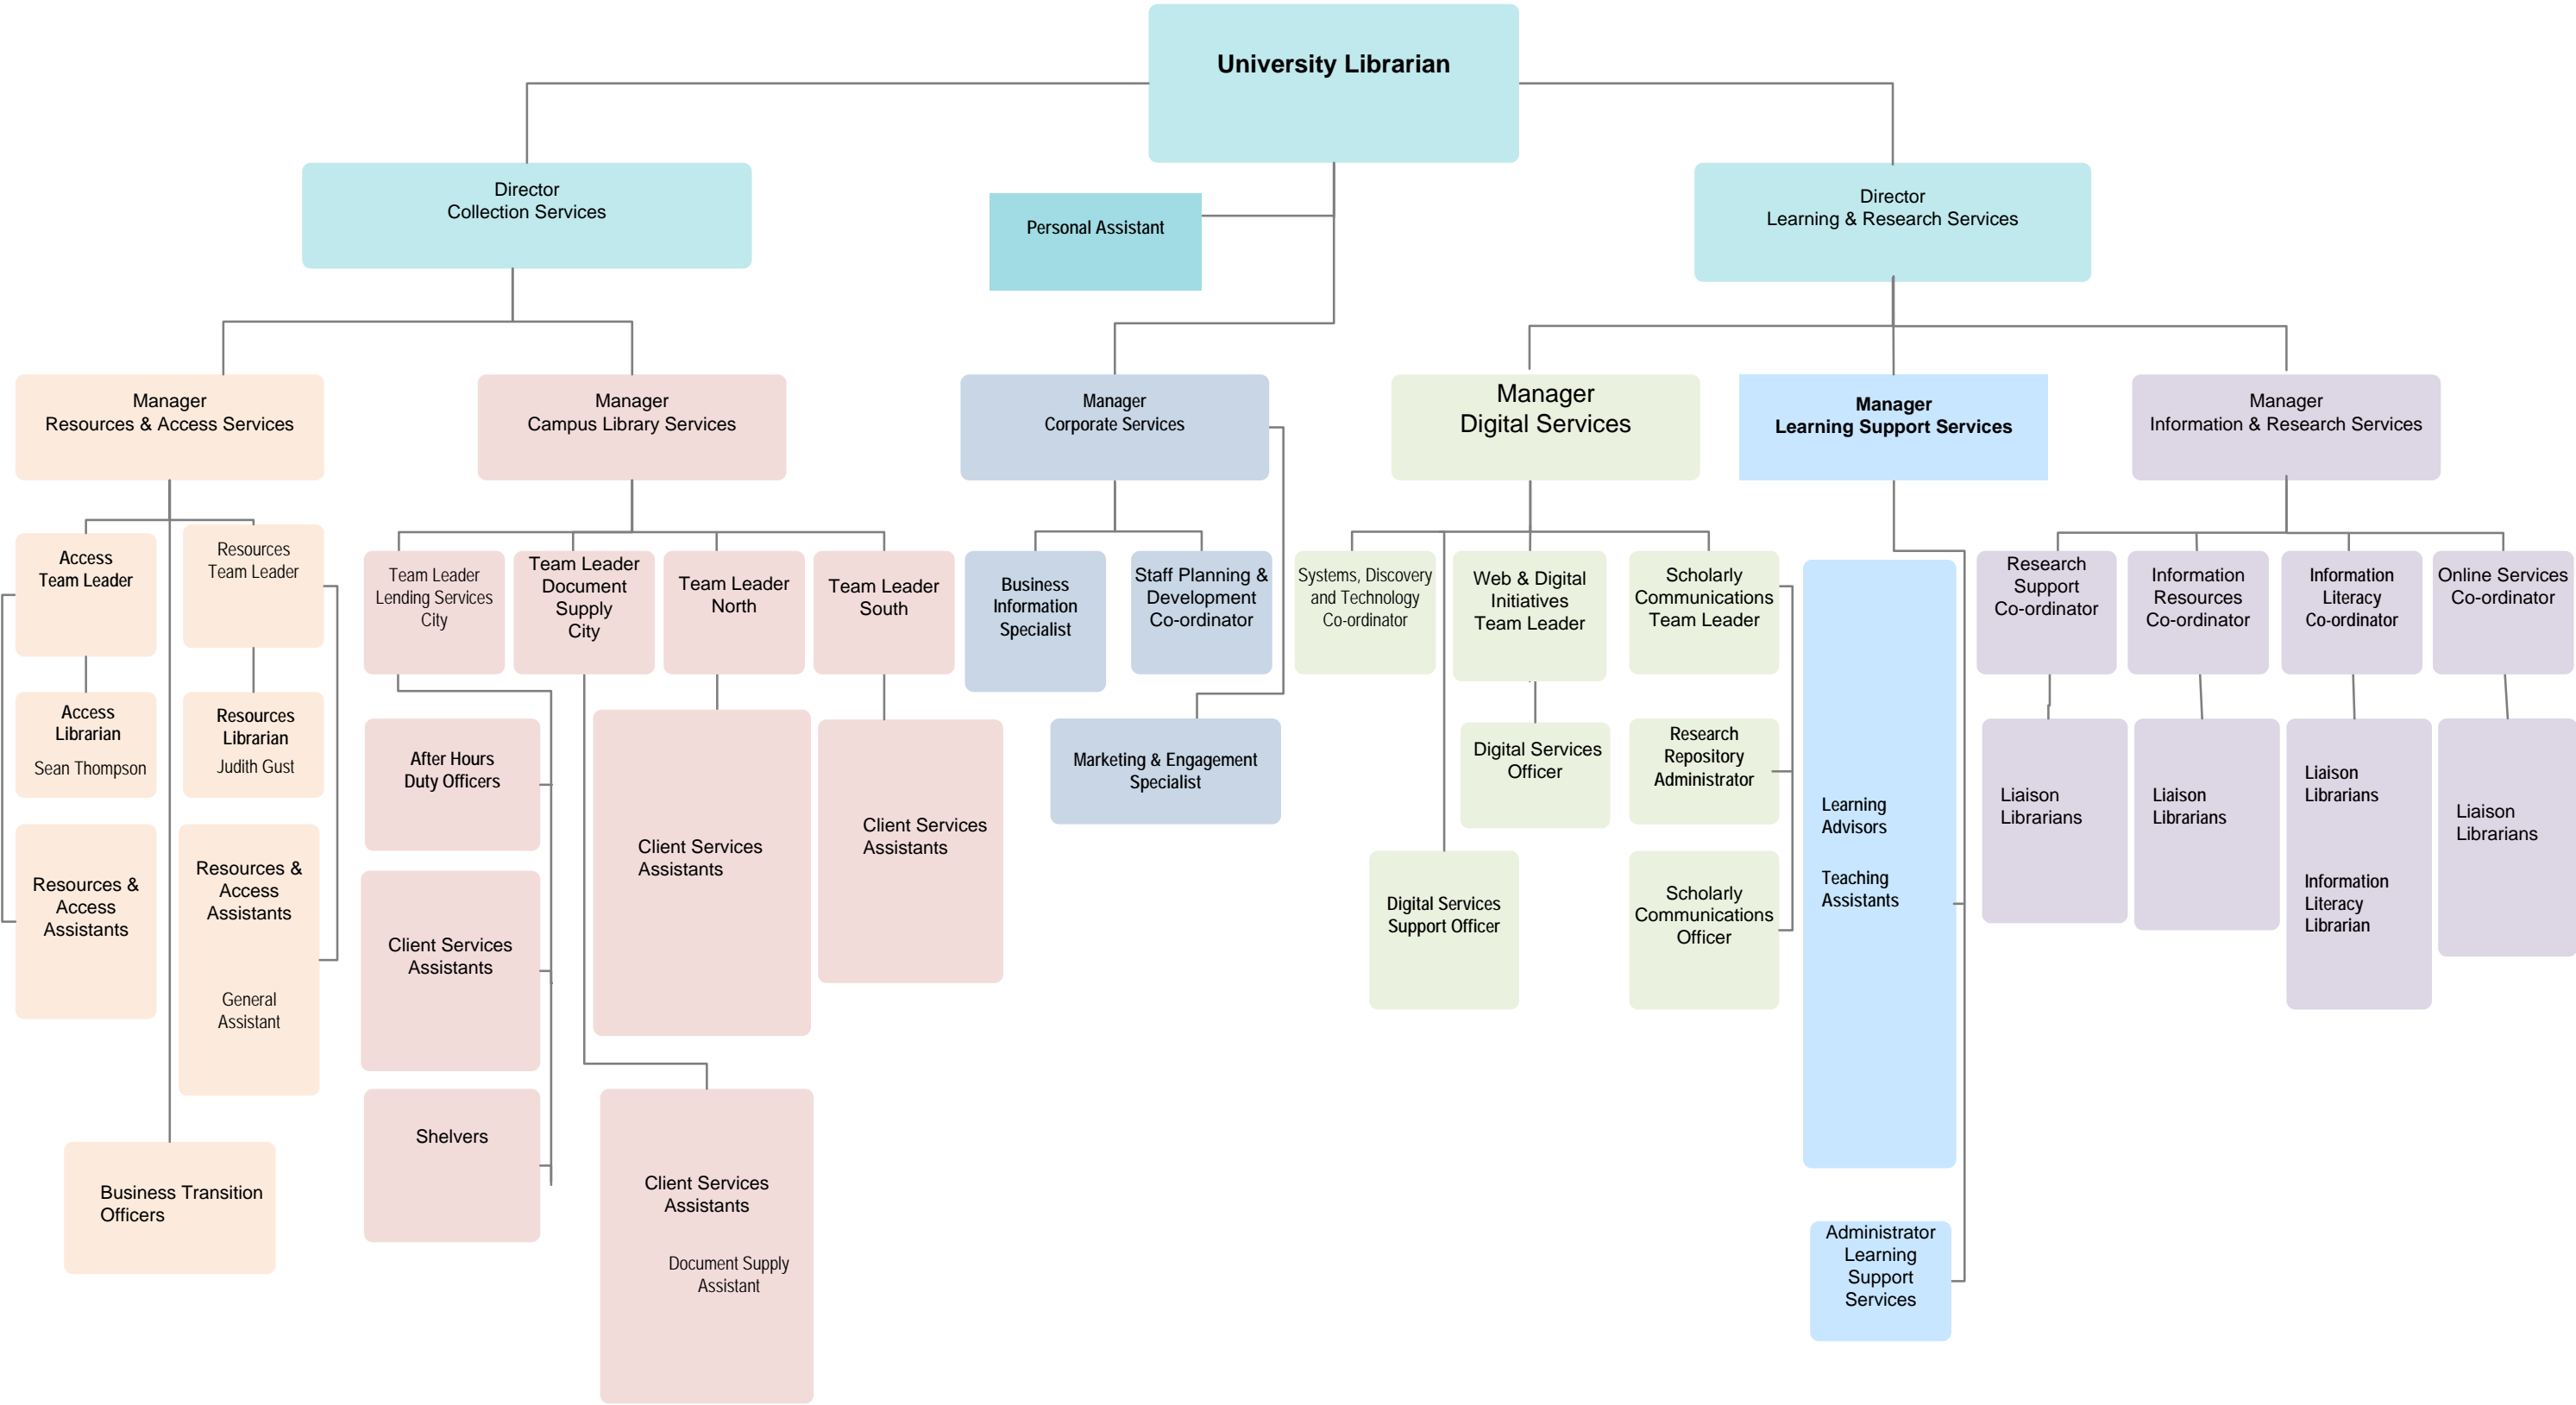 University Librarian
Director
Collection Services
Personal Assistant
Director
Learning & Research Services
Manager
Resources & Access Services
Manager
Campus Library Services
Manager
Corporate Services
Manager
Digital Services
Manager
Learning Support Services
Manager
Information & Research Services
Access
Team Leader
Resources
Team Leader
Team Leader
Lending Services
City
Team Leader
Document
Supply
City
Team Leader
North
Team Leader
South
Business
Information
Specialist
Staff Planning &
Development
Co-ordinator
Systems, Discovery
and Technology
Co-ordinator
Web & Digital
Initiatives
Team Leader
Scholarly
Communications
Team Leader
Research
Support
Co-ordinator
Information
Resources
Co-ordinator
Information
Literacy
Co-ordinator
Online Services
Co-ordinator
Access
Librarian
Sean Thompson
Resources
Librarian
Judith Gust
After Hours
Duty Officers
Client Services
Assistants
Client Services
Assistants
Marketing & Engagement
Specialist
Digital Services
Officer
Research
Repository
Administrator
Learning
Advisors
Teaching
Assistants
Liaison
Librarians
Liaison
Librarians
Liaison
Librarians
Information
Literacy
Librarian
Liaison
Librarians
Resources &
Access
Assistants
Resources &
Access
Assistants
General
Assistant
Client Services
Assistants
Digital Services
Support Officer
Scholarly
Communications
Officer
Shelvers
Business Transition
Officers
Client Services
Assistants
Document Supply
Assistant
Administrator
Learning
Support
Services